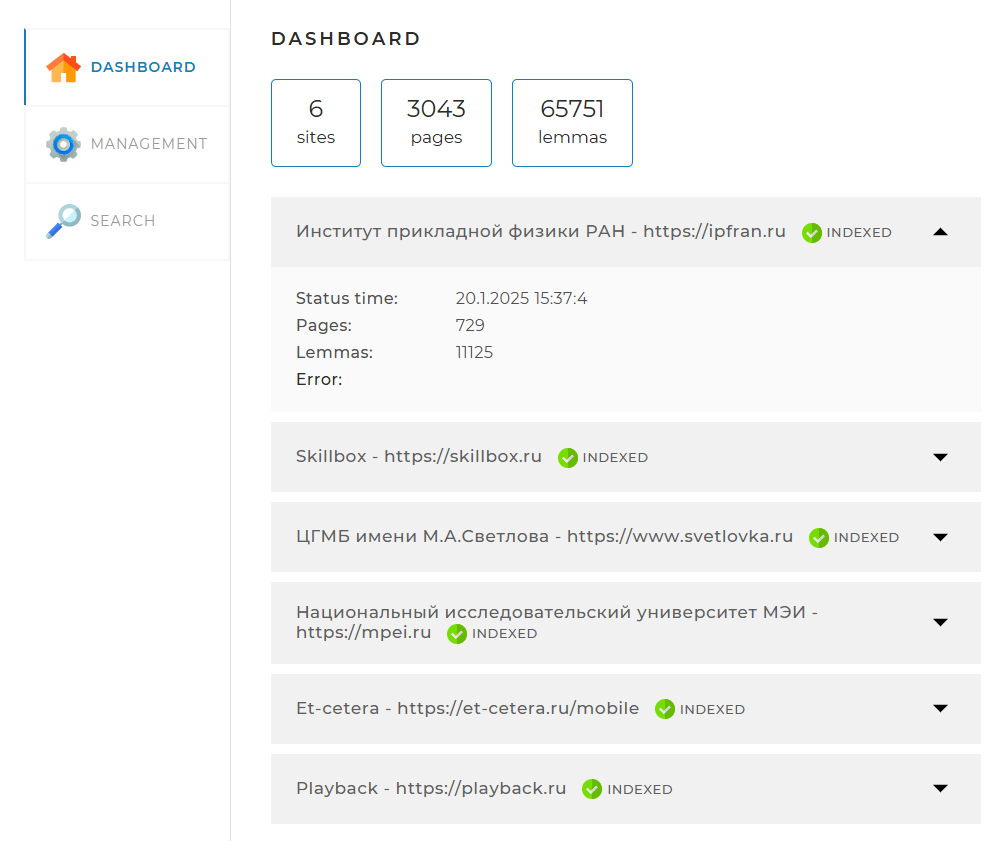 DASHBOARD
MANAGEMENT
SEARCH
DASHBOARD
6
sites
3043
pages
65751
lemmas
Институт прикладной физики РАН - https://ipfran.ru INDEXED
Status time: 20.1.2025 15:37:4
Pages: 729
Lemmas: 11125
Error:
Skillbox - https://skillbox.ru INDEXED
ЦГМБ имени М.А.Светлова - https://www.svetlovka.ru INDEXED
Национальный исследовательский университет МЭИ -
https://mpei.ru INDEXED
Et-cetera - https://et-cetera.ru/mobile INDEXED
Playback - https://playback.ru INDEXED